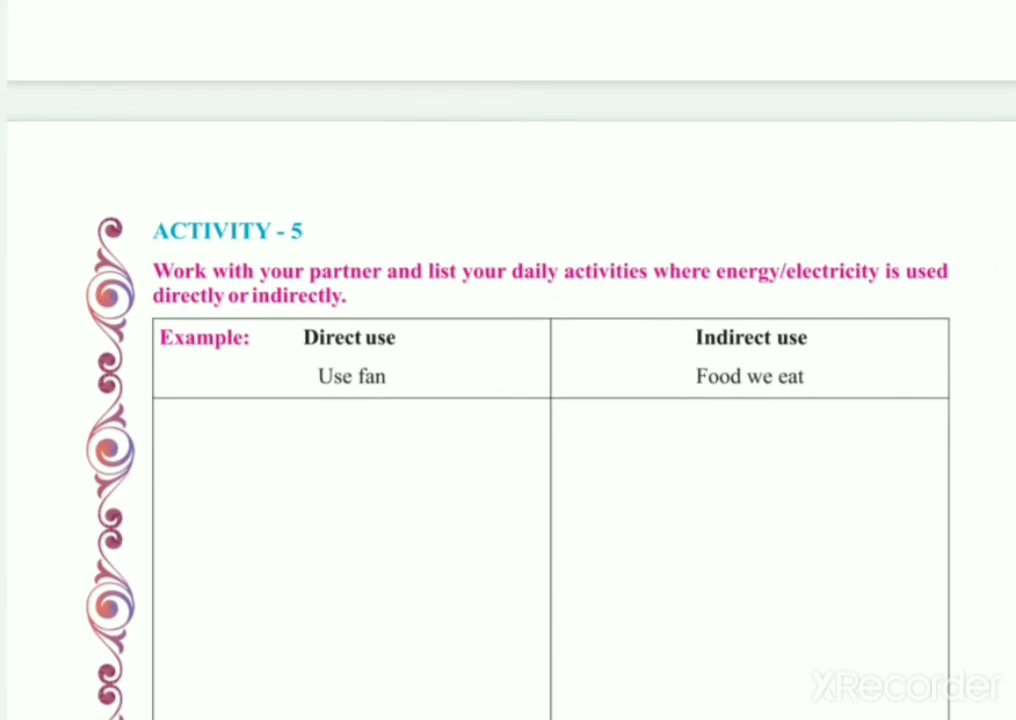 ACTIVITY - 5
Work with your partner and list your daily activities where energy/electricity is used
directly or indirectly.
Example: Direct use Indirect use
Use fan Food we eat
XRecorder